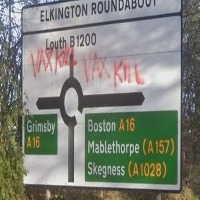 ELKINGTON ROUNDABOUT
Louth B1200
VAX KILL VAX KILL
Grimsby
A16
Boston A16
Mablethorpe (A157)
Skegness (A1028)